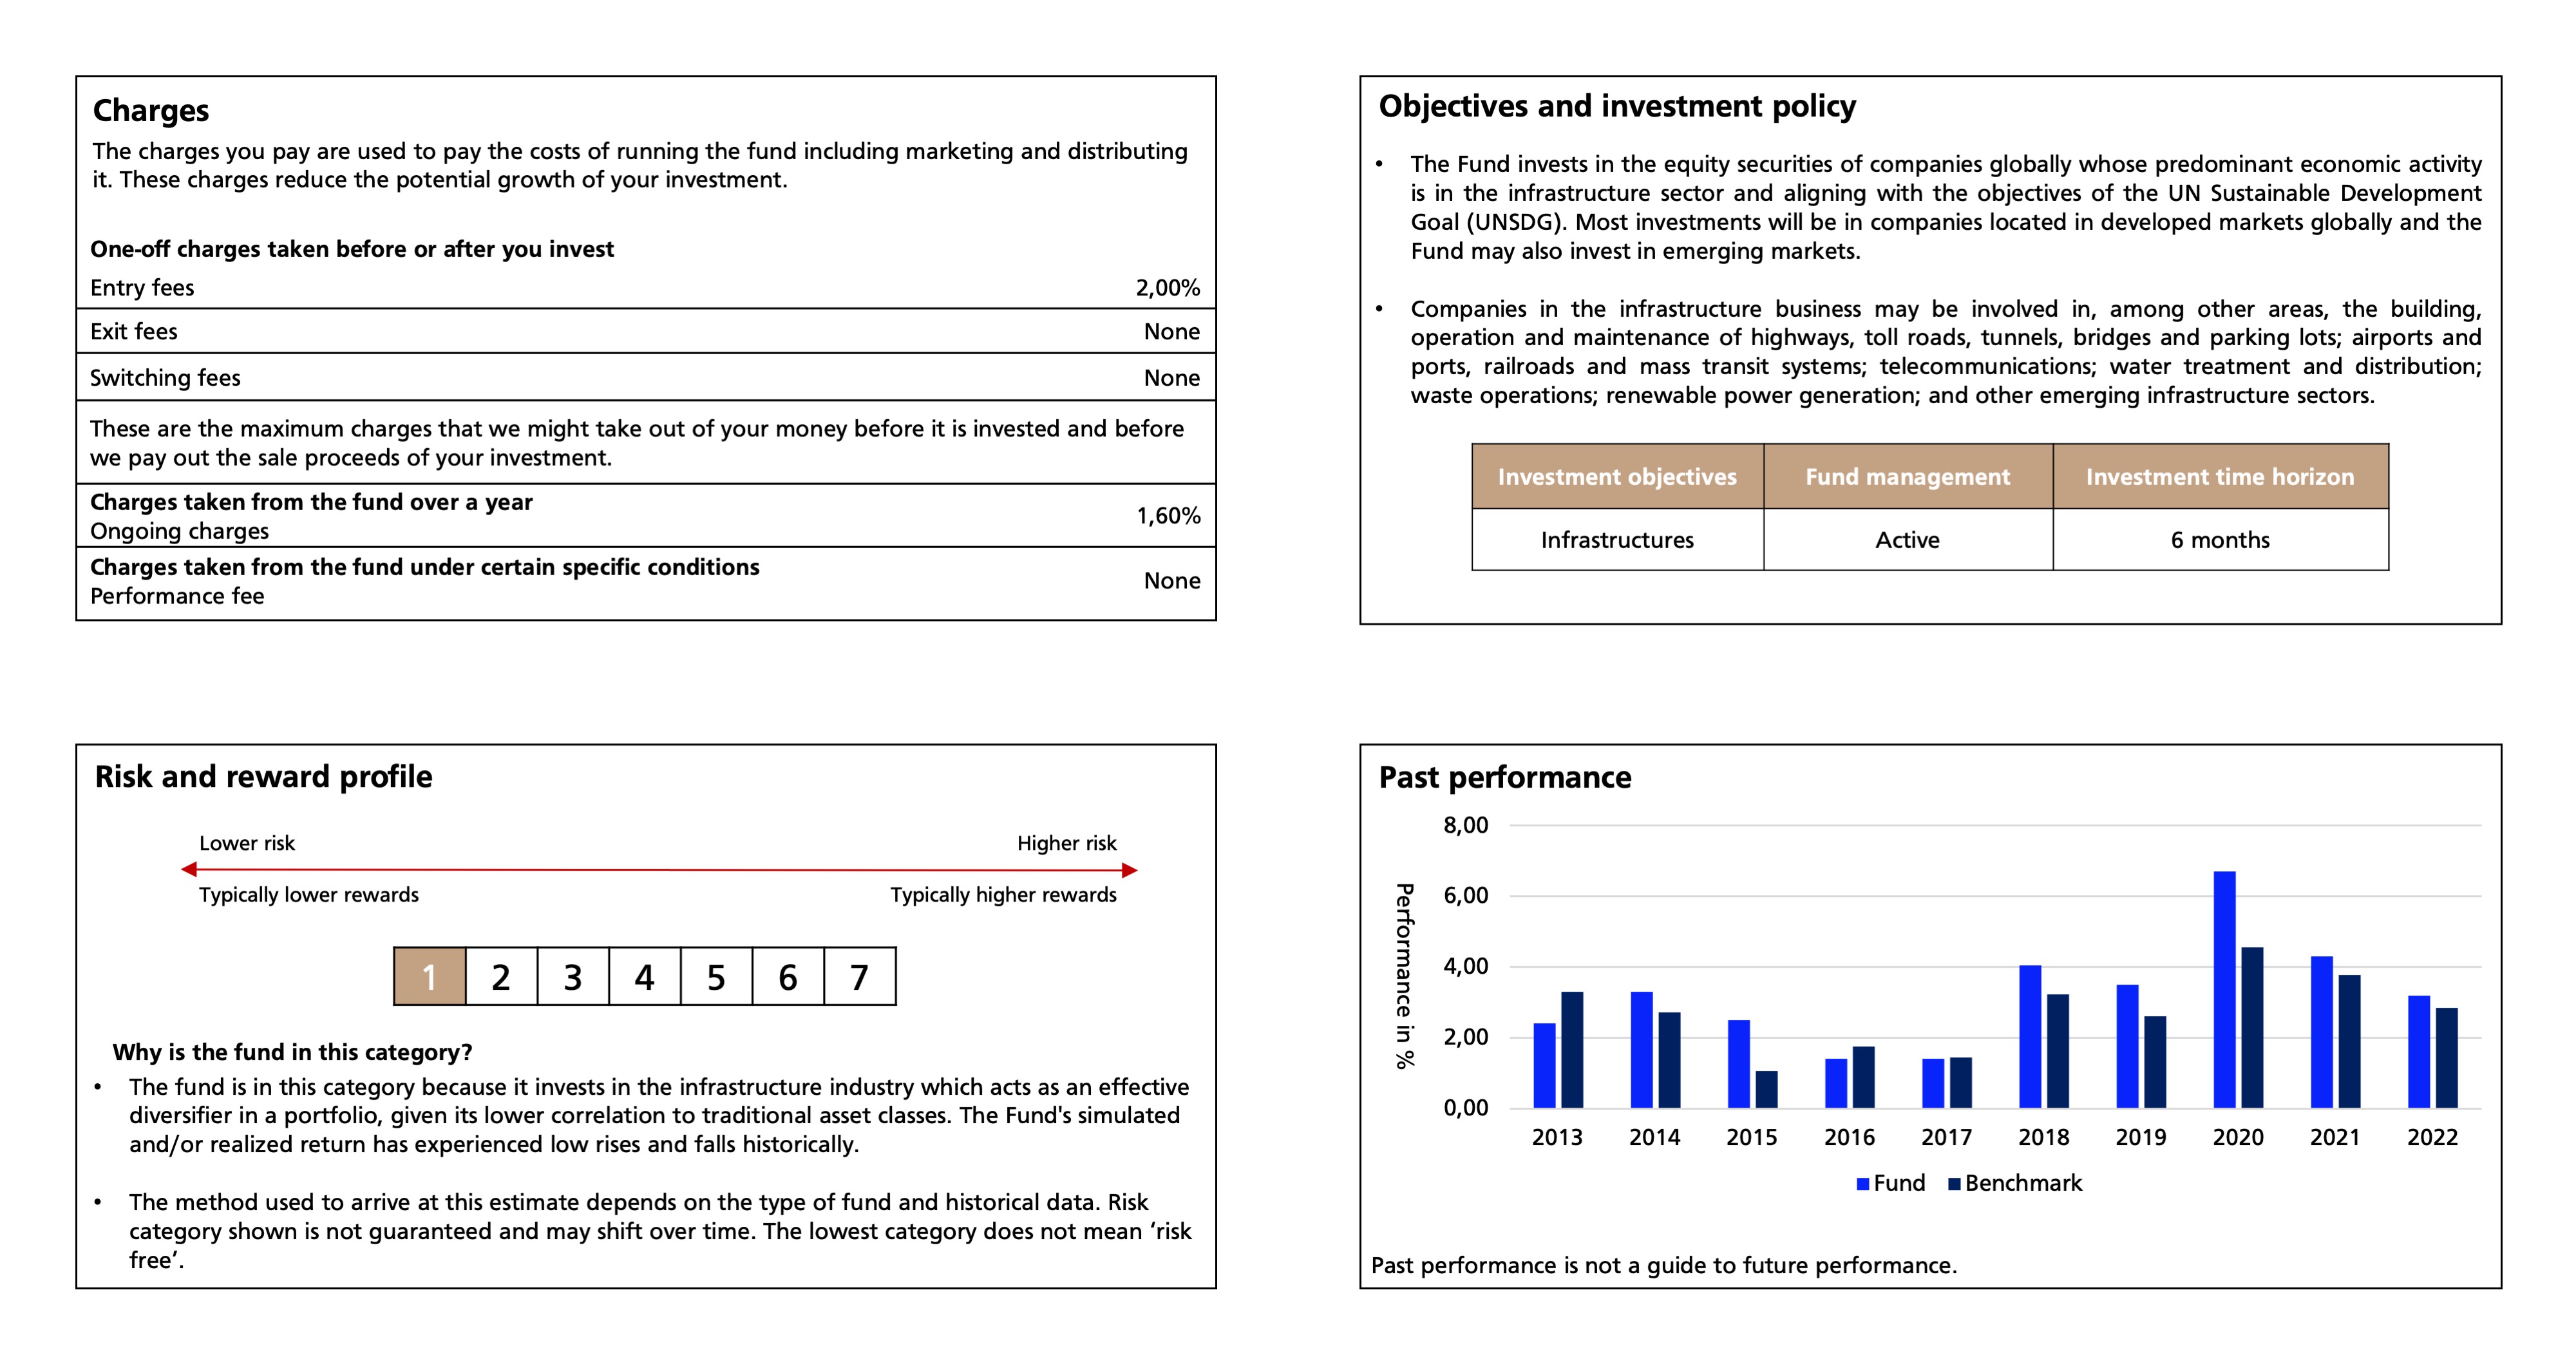 Charges
The charges you pay are used to pay the costs of running the fund including marketing and distributing
it. These charges reduce the potential growth of your investment.
One-off charges taken before or after you invest
Entry fees 2,00%
Exit fees None
Switching fees None
These are the maximum charges that we might take out of your money before it is invested and before
we pay out the sale proceeds of your investment.
Charges taken from the fund over a year
Ongoing charges 1,60%
Charges taken from the fund under certain specific conditions
Performance fee None
Objectives and investment policy
• The Fund invests in the equity securities of companies globally whose predominant economic activity
is in the infrastructure sector and aligning with the objectives of the UN Sustainable Development
Goal (UNSDG). Most investments will be in companies located in developed markets globally and the
Fund may also invest in emerging markets.
• Companies in the infrastructure business may be involved in, among other areas, the building,
operation and maintenance of highways, toll roads, tunnels, bridges and parking lots; airports and
ports, railroads and mass transit systems; telecommunications; water treatment and distribution;
waste operations; renewable power generation; and other emerging infrastructure sectors.
Investment objectives Fund management Investment time horizon
Infrastructures Active 6 months
Risk and reward profile
Lower risk Higher risk
Typically lower rewards Typically higher rewards
1 2 3 4 5 6 7
Why is the fund in this category?
• The fund is in this category because it invests in the infrastructure industry which acts as an effective
diversifier in a portfolio, given its lower correlation to traditional asset classes. The Fund's simulated
and/or realized return has experienced low rises and falls historically.
• The method used to arrive at this estimate depends on the type of fund and historical data. Risk
category shown is not guaranteed and may shift over time. The lowest category does not mean ‘risk
free’.
Past performance
Performance in %
8,00
6,00
4,00
2,00
0,00
2013 2014 2015 2016 2017 2018 2019 2020 2021 2022
Fund Benchmark
Past performance is not a guide to future performance.